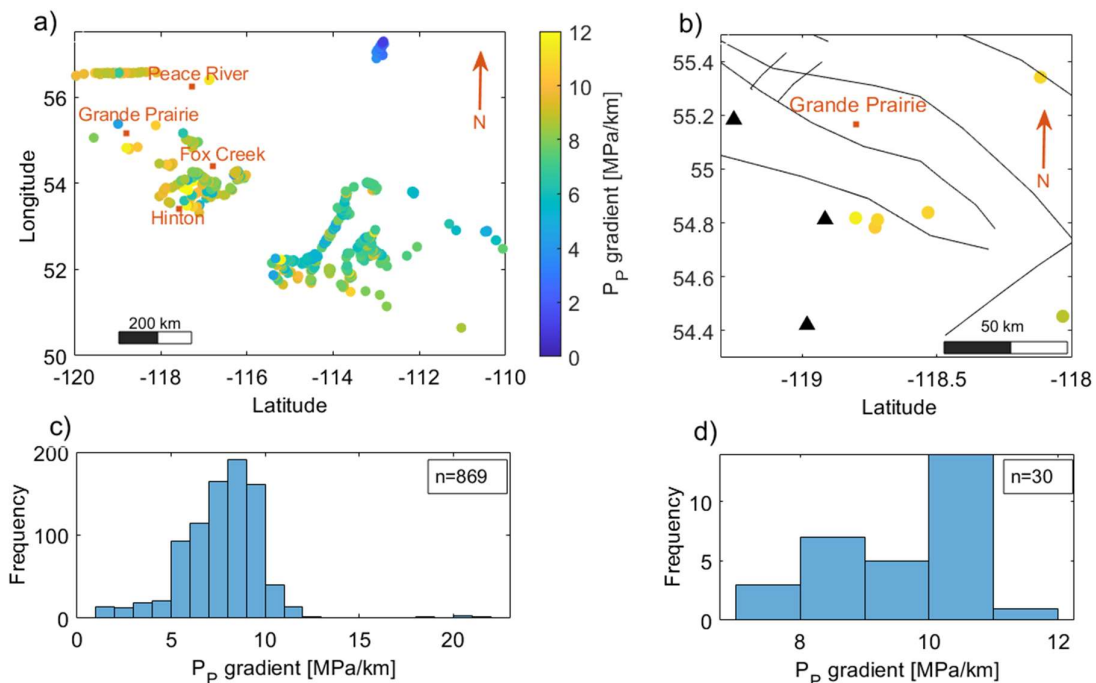 a)
Peace River
Grande Prairie
Fox Creek
Hinton
N
200 km
56
54
52
50
-120
-118
-116
-114
-112
-110
Longitude
Latitude
12
10
8
6
4
2
0
P_P gradient [MPa/km]
b)
Grande Prairie
N
50 km
55.4
55.2
55
54.8
54.6
54.4
-119
-118.5
-118
Latitude
c)
n=869
200
100
0
0
5
10
15
20
Frequency
P_P gradient [MPa/km]
d)
n=30
10
5
0
8
10
12
Frequency
P_P gradient [MPa/km]